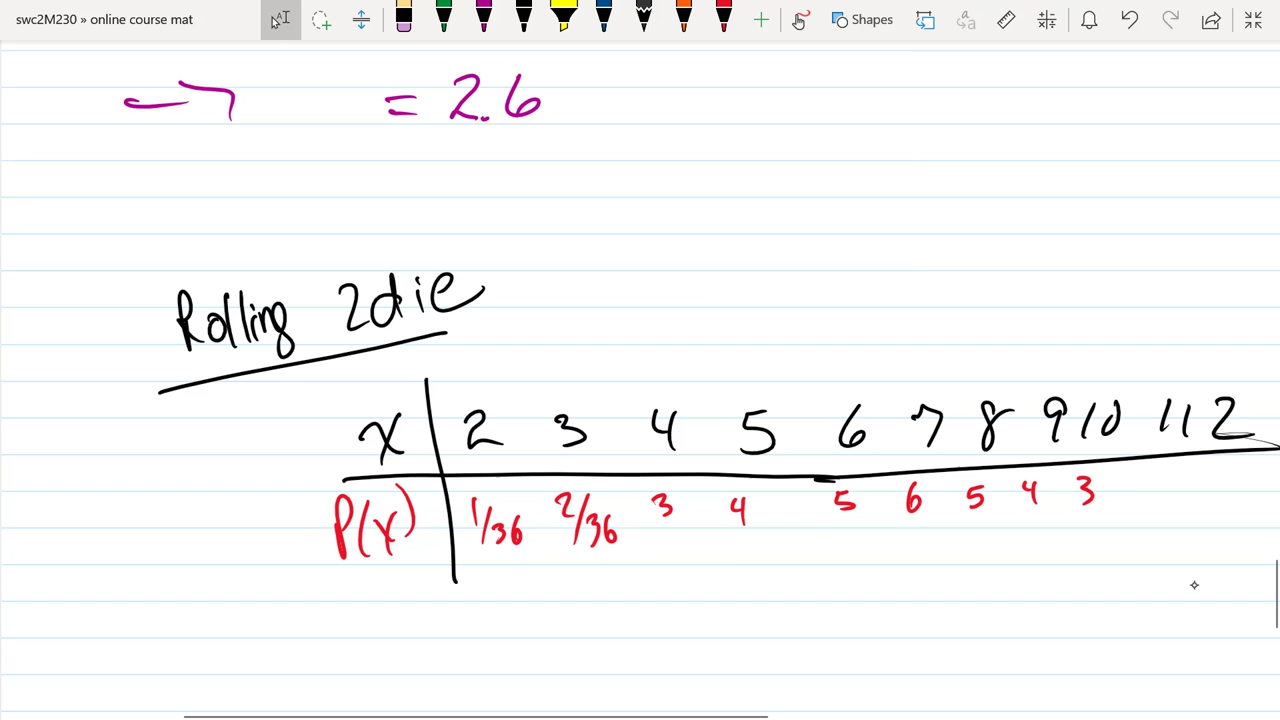 swc2M230 » online course mat
Shapes
= 2.6
Rolling 2die
x 2 3 4 5 6 7 8 9 10 11 12
P(x) 1/36 2/36 3 4 5 6 5 4 3